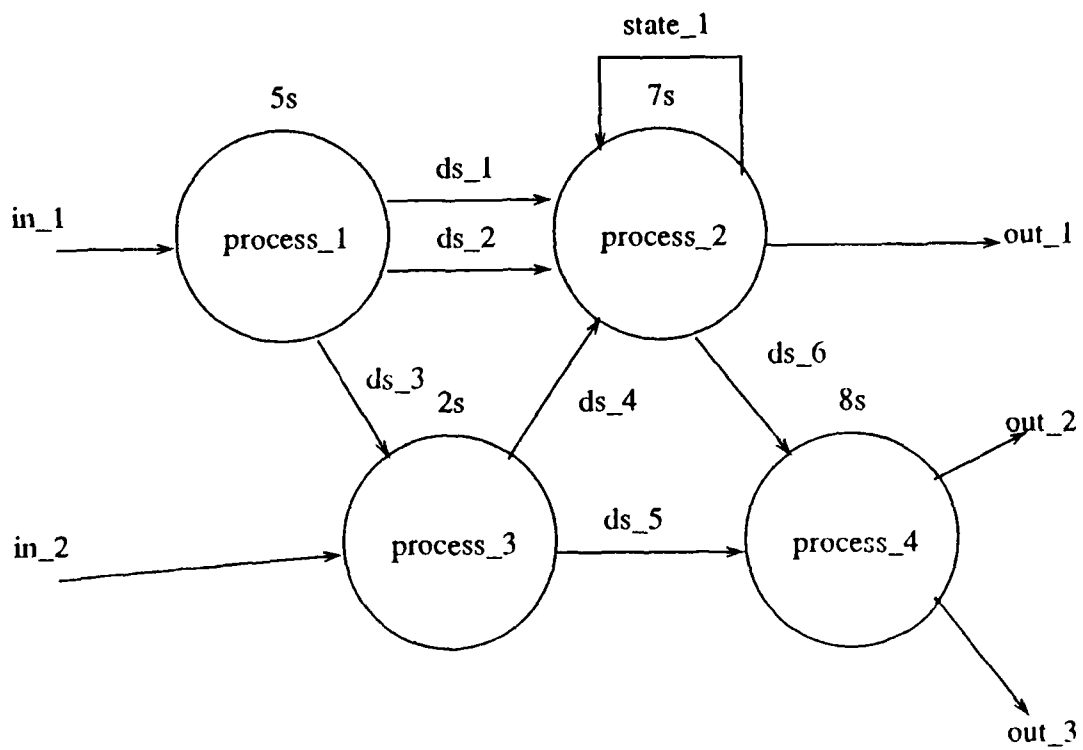 state_1
5s
7s
ds_1
in_1
process_1
ds_2
process_2
out_1
ds_3
ds_6
2s
ds_4
8s
out_2
in_2
process_3
ds_5
process_4
out_3